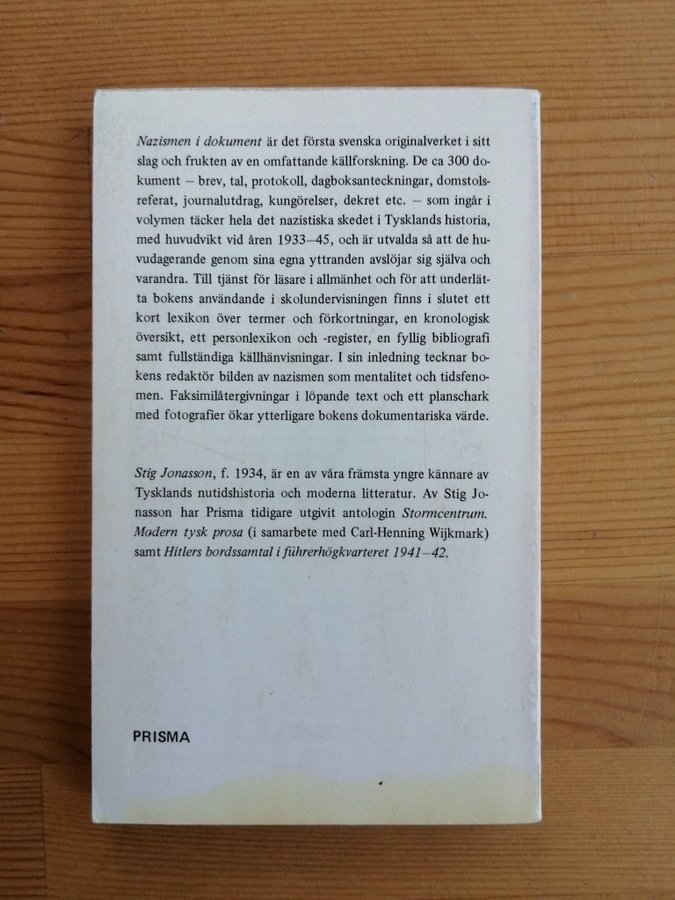 Nazismen i dokument är det första svenska originalverket i sitt
slag och frukten av en omfattande källforskning. De ca 300 do-
kument – brev, tal, protokoll, dagboksanteckningar, domstols-
referat, journalutdrag, kungörelser, dekret etc. – som ingår i
volymen täcker hela det nazistiska skedet i Tysklands historia,
med huvudvikt vid åren 1933–45, och är utvalda så att de hu-
vudagerande genom sina egna yttranden avslöjar sig själva och
varandra. Till tjänst för läsare i allmänhet och för att underlät-
ta bokens användande i skolundervisningen finns i slutet ett
kort lexikon över termer och förkortningar, en kronologisk
översikt, ett personlexikon och -register, en fyllig bibliografi
samt fullständiga källhänvisningar. I sin inledning tecknar bo-
kens redaktör bilden av nazismen som mentalitet och tidsfeno-
men. Faksimilåtergivningar i löpande text och ett planschark
med fotografier ökar ytterligare bokens dokumentariska värde.
Stig Jonasson, f. 1934, är en av våra främsta yngre kännare av
Tysklands nutidshistoria och moderna litteratur. Av Stig Jo-
nasson har Prisma tidigare utgivit antologin Stormcentrum.
Modern tysk prosa (i samarbete med Carl-Henning Wijkmark)
samt Hitlers bordssamtal i führerhögkvarteret 1941–42.
PRISMA